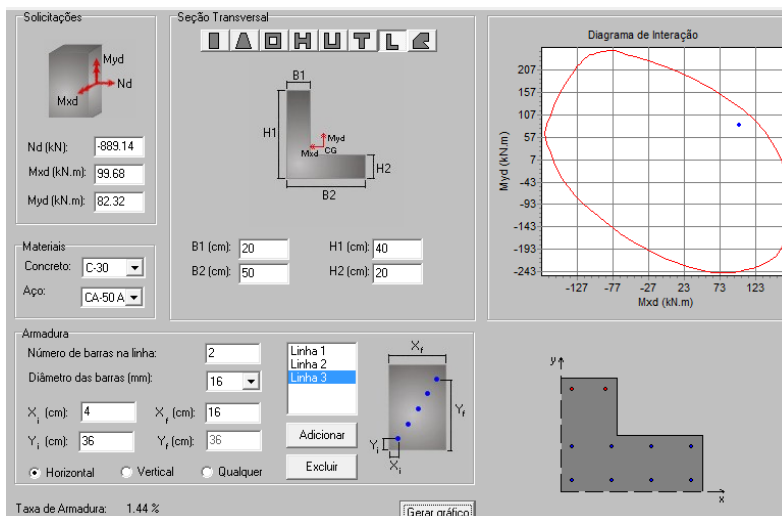 Solicitações
Myd
Nd
Mxd
Nd (kN): -889.14
Mxd (kN.m): 99.68
Myd (kN.m): 82.32
Materiais
Concreto: C-30
Aço: CA-50 A
Seção Transversal
B1
H1
Myd
Mxd CG
H2
B2
B1 (cm): 20 H1 (cm): 40
B2 (cm): 50 H2 (cm): 20
Diagrama de Interação
Myd (kN.m)
207
157
107
57
7
-43
-93
-143
-193
-243
-127 -77 -27 23 73 123
Mxd (kN.m)
Armadura
Número de barras na linha: 2
Diâmetro das barras (mm): 16
Xi (cm): 4 Xf (cm): 16
Yi (cm): 36 Yf (cm): 36
Horizontal Vertical Qualquer
Linha 1
Linha 2
Linha 3
Adicionar
Excluir
Xf
Yf
Yi
Xi
y
x
Taxa de Armadura: 1.44 %
Gerar gráfico